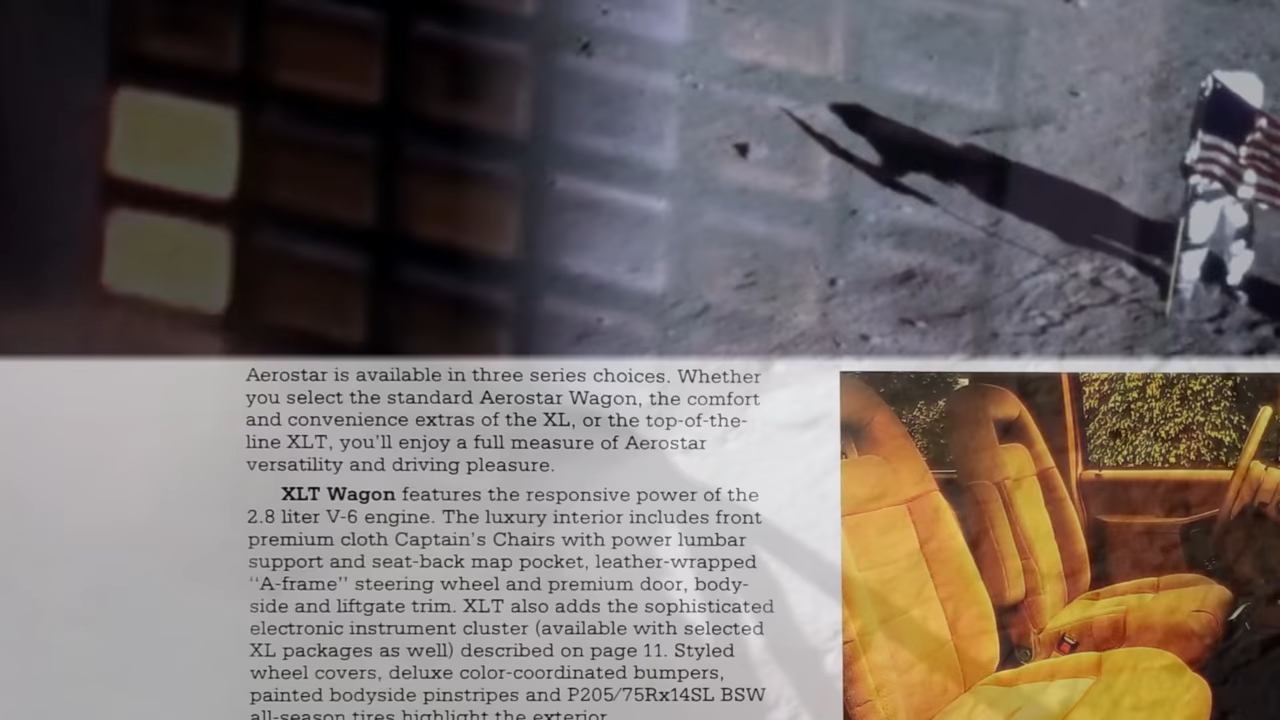 Aerostar is available in three series choices. Whether
you select the standard Aerostar Wagon, the comfort
and convenience extras of the XL, or the top-of-the-
line XLT, you'll enjoy a full measure of Aerostar
versatility and driving pleasure.
XLT Wagon features the responsive power of the
2.8 liter V-6 engine. The luxury interior includes front
premium cloth Captain's Chairs with power lumbar
support and seat-back map pocket, leather-wrapped
"A-frame" steering wheel and premium door, body-
side and liftgate trim. XLT also adds the sophisticated
electronic instrument cluster (available with selected
XL packages as well) described on page 11. Styled
wheel covers, deluxe color-coordinated bumpers,
painted bodyside pinstripes and P205/75Rx14SL BSW
all-season tires highlight the exterior.